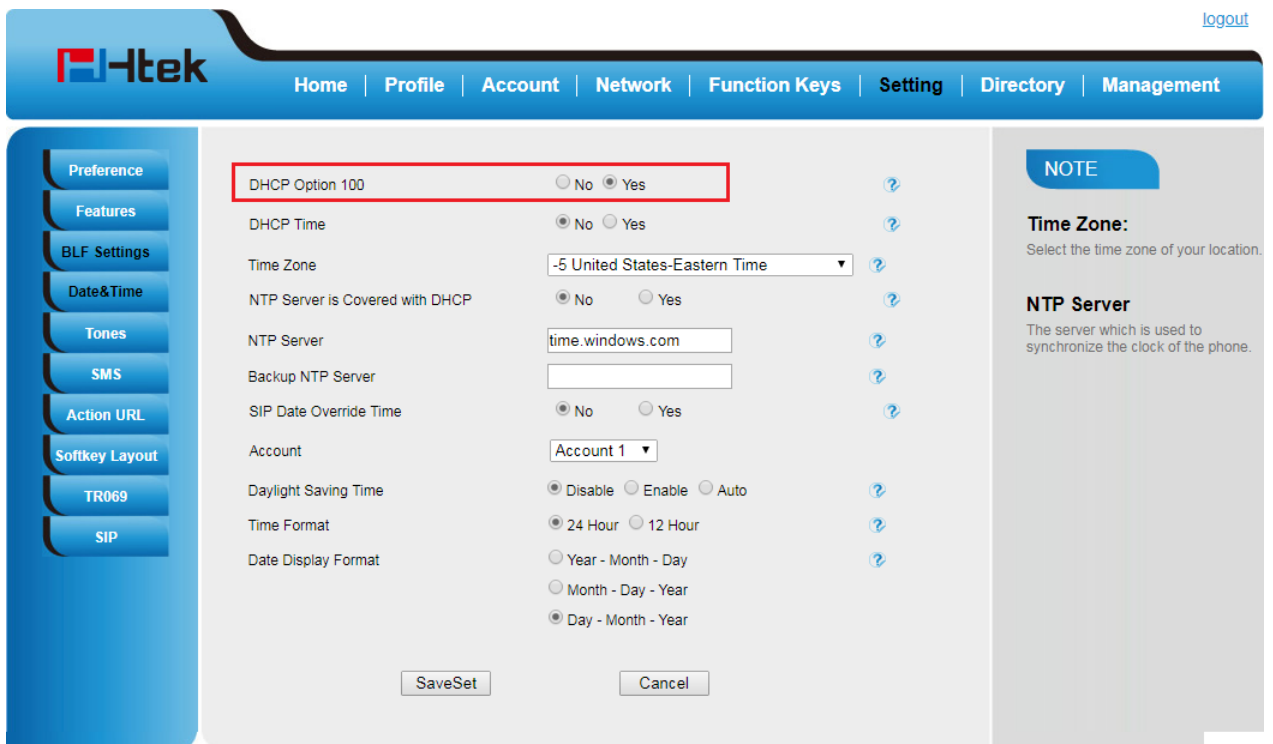 logout
Htek
Home | Profile | Account | Network | Function Keys | Setting | Directory | Management
Preference
Features
BLF Settings
Date&Time
Tones
SMS
Action URL
Softkey Layout
TR069
SIP
DHCP Option 100 No Yes
DHCP Time No Yes
Time Zone -5 United States-Eastern Time
NTP Server is Covered with DHCP No Yes
NTP Server time.windows.com
Backup NTP Server
SIP Date Override Time No Yes
Account Account 1
Daylight Saving Time Disable Enable Auto
Time Format 24 Hour 12 Hour
Date Display Format Year - Month - Day
Month - Day - Year
Day - Month - Year
SaveSet Cancel
NOTE
Time Zone:
Select the time zone of your location.
NTP Server
The server which is used to
synchronize the clock of the phone.